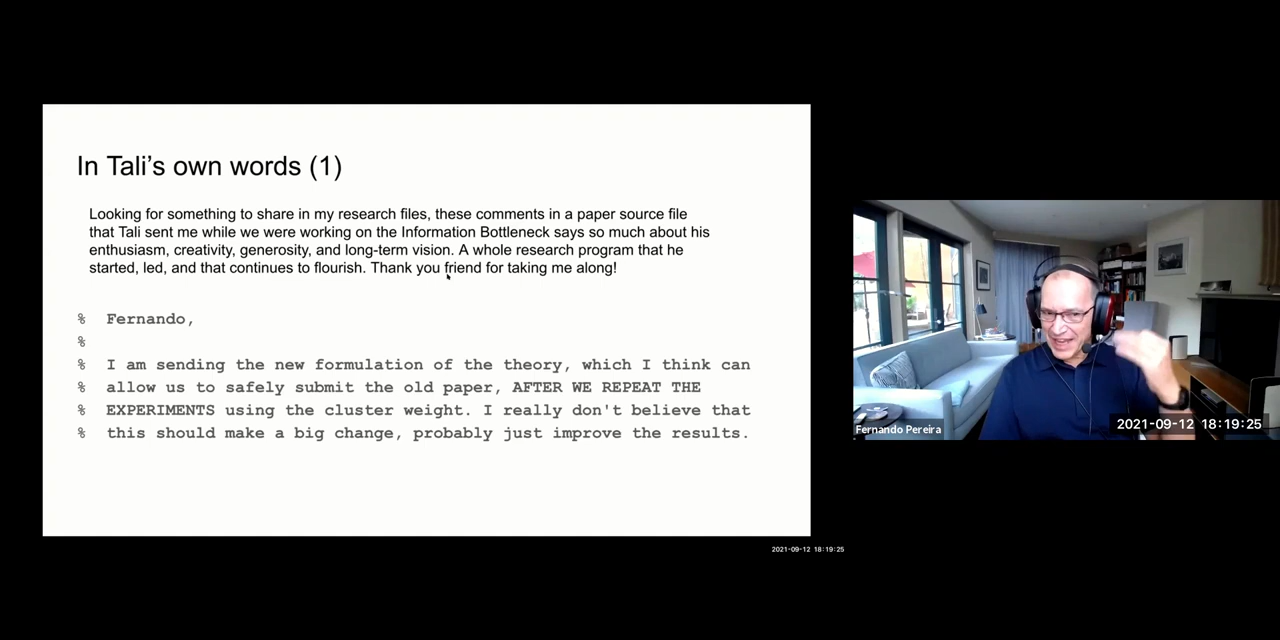 In Tali’s own words (1)
Looking for something to share in my research files, these comments in a paper source file
that Tali sent me while we were working on the Information Bottleneck says so much about his
enthusiasm, creativity, generosity, and long-term vision. A whole research program that he
started, led, and that continues to flourish. Thank you friend for taking me along!
% Fernando,
%
% I am sending the new formulation of the theory, which I think can
% allow us to safely submit the old paper, AFTER WE REPEAT THE
% EXPERIMENTS using the cluster weight. I really don't believe that
% this should make a big change, probably just improve the results.
Fernando Pereira
2021-09-12 18:19:25
2021-09-12 18:19:25